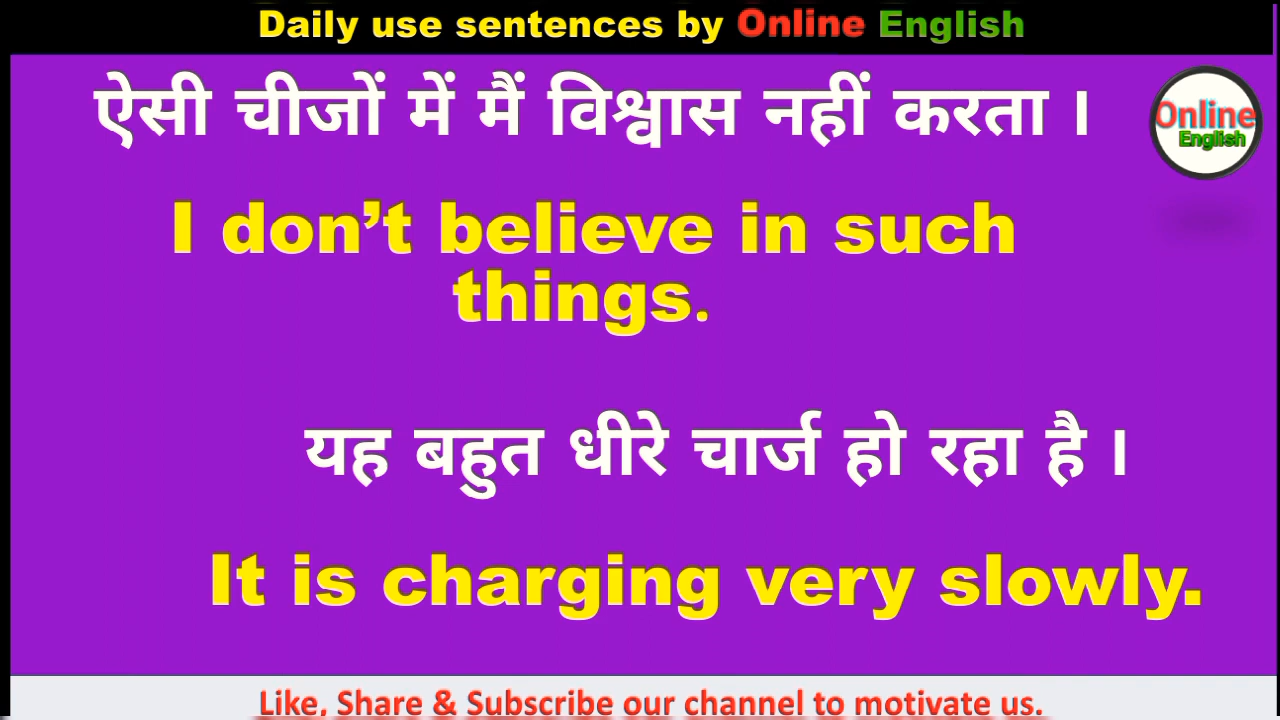 Daily use sentences by Online English
ऐसी चीजों में मैं विश्वास नहीं करता ।
Online
English
I don’t believe in such
things.
यह बहुत धीरे चार्ज हो रहा है ।
It is charging very slowly.
Like, Share & Subscribe our channel to motivate us.